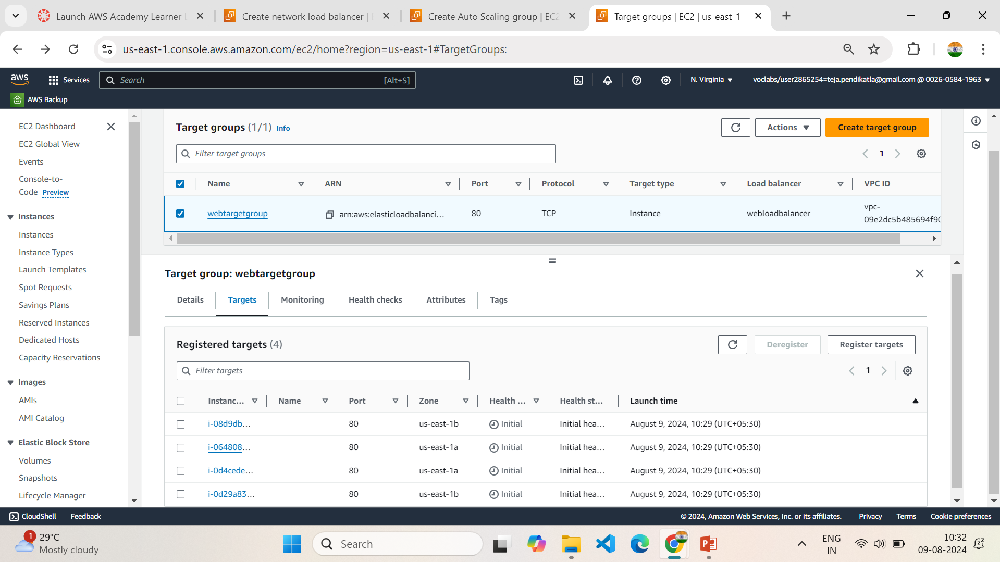 Launch AWS Academy Learner L
Create network load balancer | E
Create Auto Scaling group | EC2
Target groups | EC2 | us-east-1
us-east-1.console.aws.amazon.com/ec2/home?region=us-east-1#TargetGroups:
aws
Services
Search
[Alt+S]
N. Virginia
voclabs/user2865254=teja.pendikatla@gmail.com @ 0026-0584-1963
AWS Backup
EC2 Dashboard
EC2 Global View
Events
Console-to-
Code Preview
Instances
Instances
Instance Types
Launch Templates
Spot Requests
Savings Plans
Reserved Instances
Dedicated Hosts
Capacity Reservations
Images
AMIs
AMI Catalog
Elastic Block Store
Volumes
Snapshots
Lifecycle Manager
Target groups (1/1) Info
Actions
Create target group
Filter target groups
1
Name ARN Port Protocol Target type Load balancer VPC ID
webtargetgroup arn:aws:elasticloadbalanci... 80 TCP Instance webloadbalancer vpc-
09e2dc5b485694f90
Target group: webtargetgroup
Details Targets Monitoring Health checks Attributes Tags
Registered targets (4)
Deregister
Register targets
Filter targets
1
Instanc... Name Port Zone Health ... Health st... Launch time
i-08d9db... 80 us-east-1b Initial Initial hea... August 9, 2024, 10:29 (UTC+05:30)
i-064808... 80 us-east-1a Initial Initial hea... August 9, 2024, 10:29 (UTC+05:30)
i-0d4cede... 80 us-east-1a Initial Initial hea... August 9, 2024, 10:29 (UTC+05:30)
i-0d29a83... 80 us-east-1b Initial Initial hea... August 9, 2024, 10:29 (UTC+05:30)
CloudShell Feedback
© 2024, Amazon Web Services, Inc. or its affiliates. Privacy Terms Cookie preferences
1
29°C
Mostly cloudy
Search
ENG
IN
10:32
09-08-2024